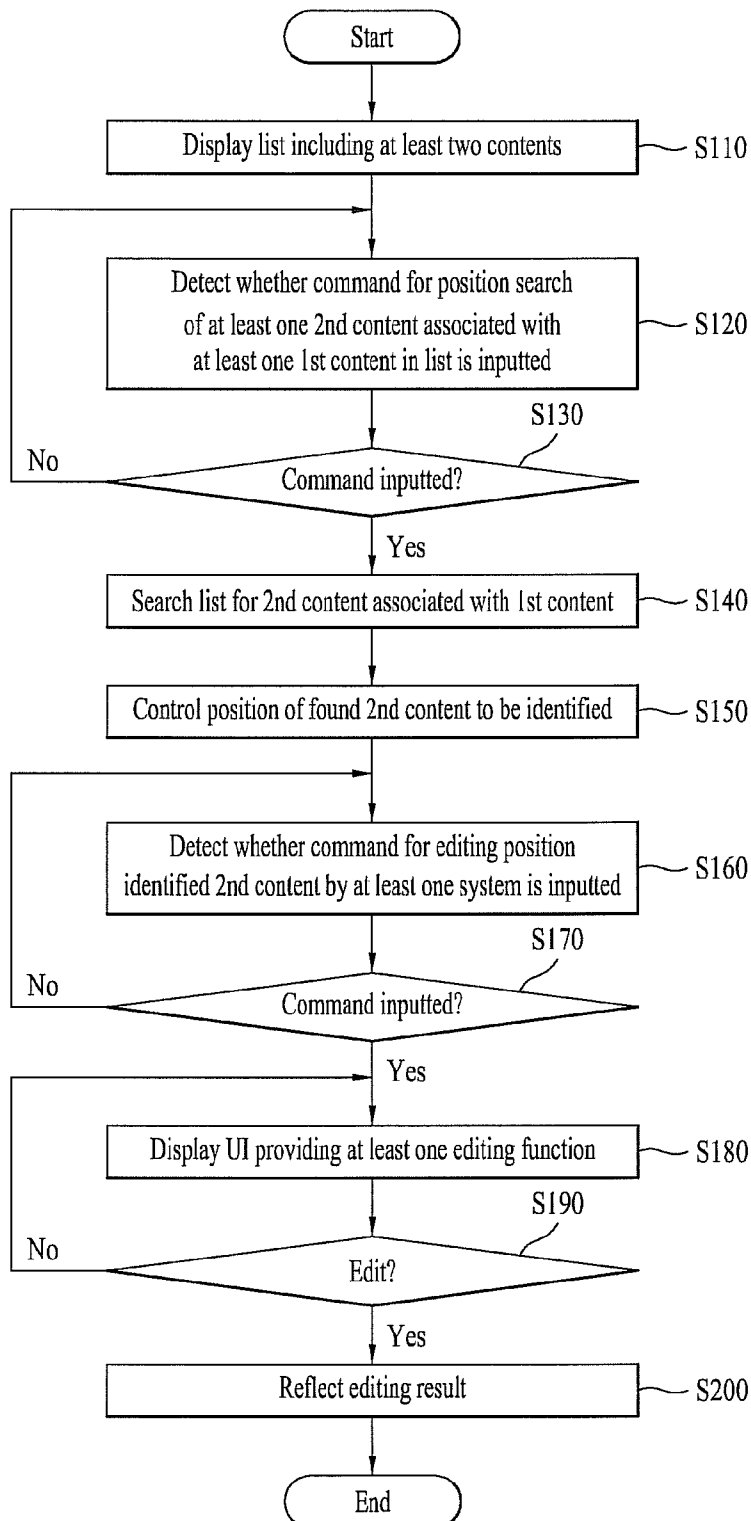 Start
Display list including at least two contents
S110
Detect whether command for position search
of at least one 2nd content associated with
at least one 1st content in list is inputted
S120
S130
No
Command inputted?
Yes
Search list for 2nd content associated with 1st content
S140
Control position of found 2nd content to be identified
S150
Detect whether command for editing position
identified 2nd content by at least one system is inputted
S160
S170
No
Command inputted?
Yes
Display UI providing at least one editing function
S180
S190
No
Edit?
Yes
Reflect editing result
S200
End